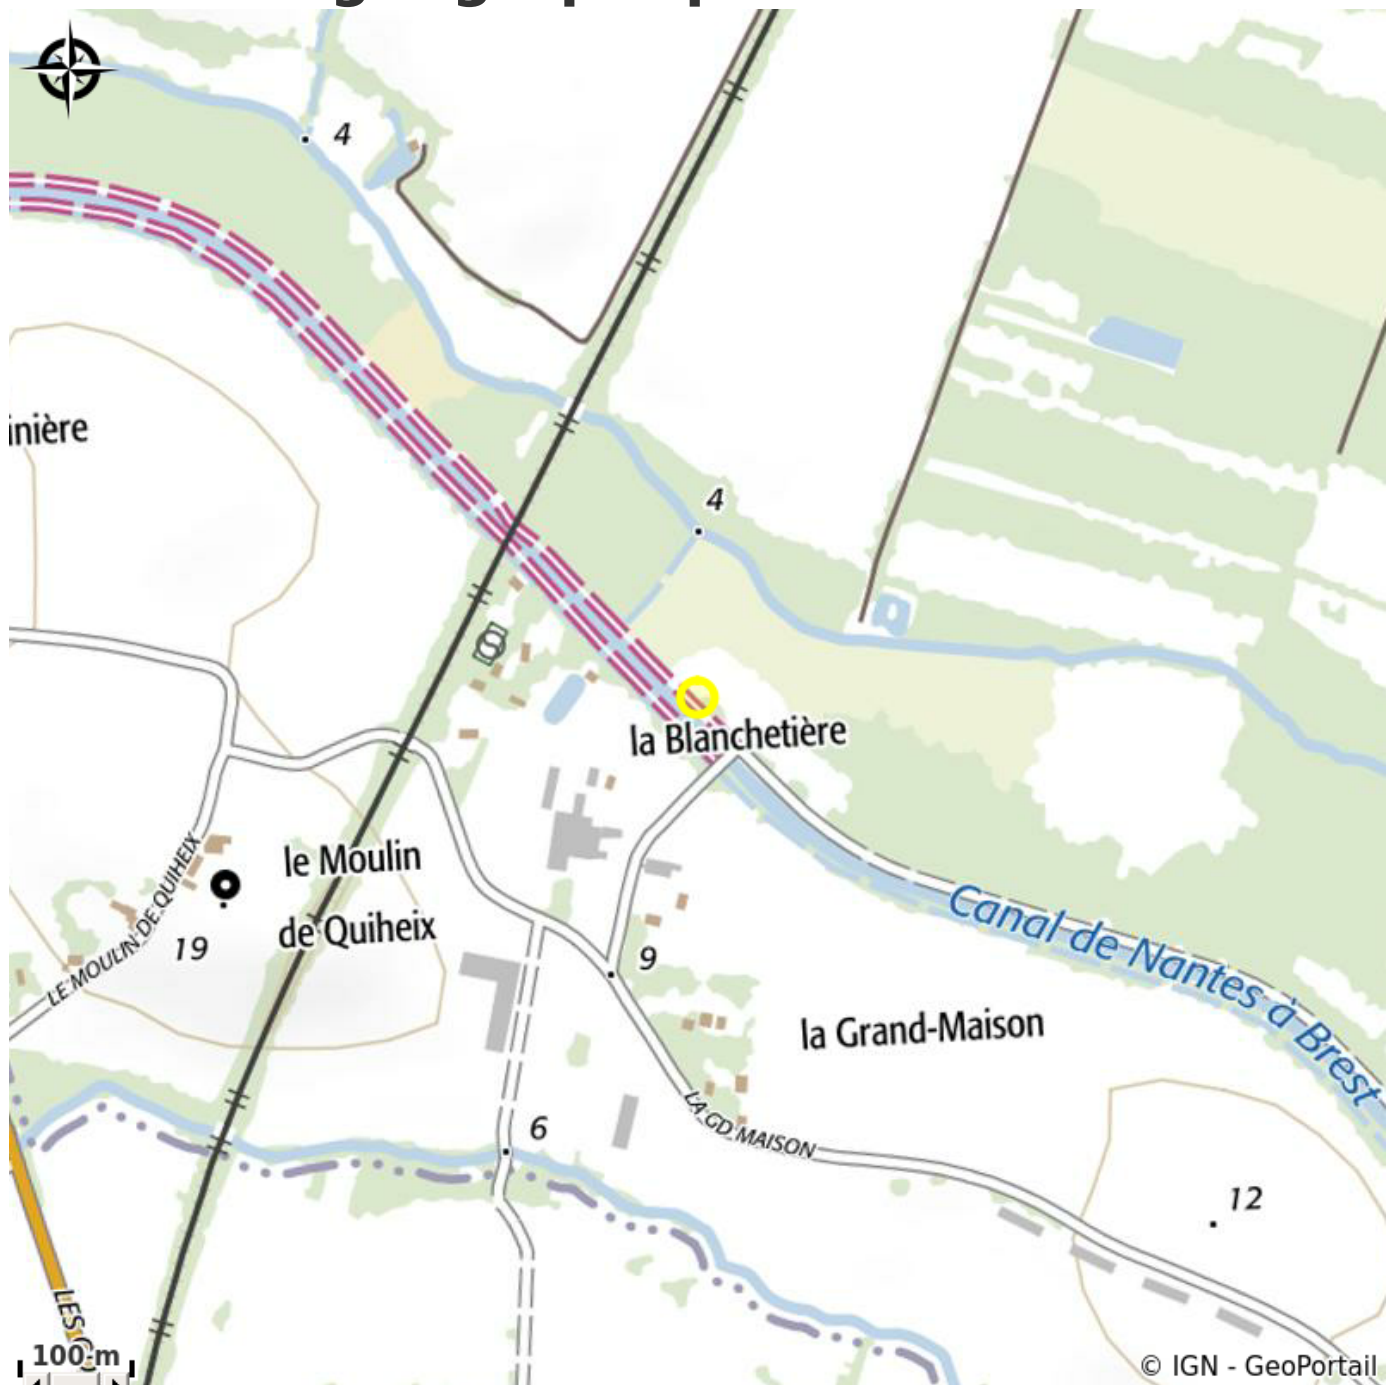 4
inière
4
la Blanchetière
le Moulin
de Quiheix
LE MOULIN DE QUIHEIX
19
9
Canal de Nantes à Brest
la Grand-Maison
LA GD MAISON
6
12
LES
100 m
© IGN - GeoPortail